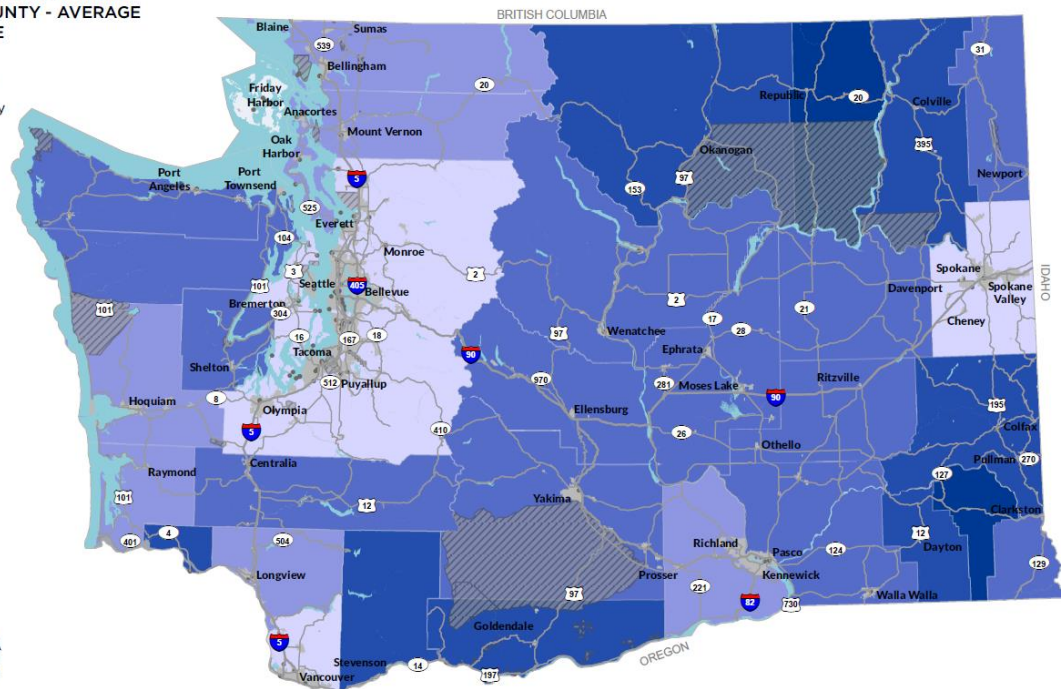 UNTY - AVERAGE
E
y
BRITISH COLUMBIA
IDAHO
OREGON
Blaine
Sumas
539
Bellingham
20
31
Friday
Harbor
Anacortes
Republic
20
Colville
Mount Vernon
Oak
Harbor
Okanogan
395
Port
Angeles
Port
Townsend
5
97
153
Newport
525
Everett
104
Monroe
3
2
Spokane
101
Seattle
405
Bellevue
Davenport
Spokane
Valley
101
Bremerton
304
2
21
17
28
Cheney
16
167
18
97
Wenatchee
Tacoma
90
Ephrata
Shelton
512
Puyallup
970
281
Moses Lake
Ritzville
8
Hoquiam
Olympia
90
195
Ellensburg
5
410
26
Othello
Colfax
Centralia
Pullman
270
Raymond
127
101
12
Yakima
Clarkston
4
401
504
Richland
12
Pasco
124
Dayton
Longview
Prosser
Kennewick
129
97
221
82
730
Walla Walla
Goldendale
5
Stevenson
14
197
Vancouver